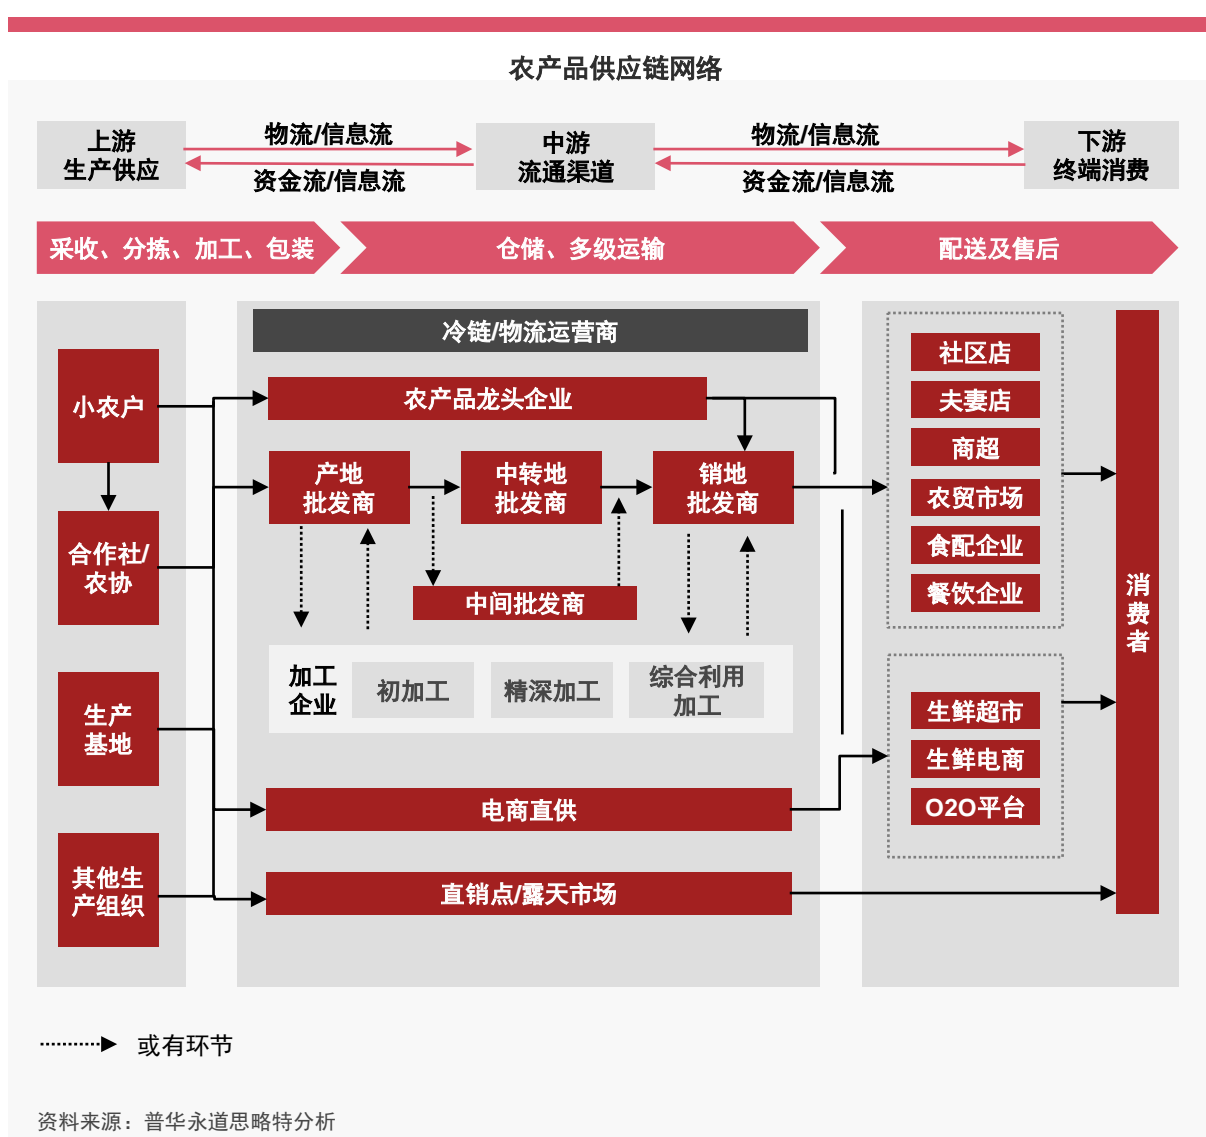 农产品供应链网络
上游
生产供应
物流/信息流
资金流/信息流
中游
流通渠道
物流/信息流
资金流/信息流
下游
终端消费
采收、分拣、加工、包装
仓储、多级运输
配送及售后
小农户
合作社/
农协
生产
基地
其他生
产组织
冷链/物流运营商
农产品龙头企业
产地
批发商
中转地
批发商
销地
批发商
中间批发商
加工
企业
初加工
精深加工
综合利用
加工
电商直供
直销点/露天市场
社区店
夫妻店
商超
农贸市场
食配企业
餐饮企业
生鲜超市
生鲜电商
O2O平台
消
费
者
或有环节
资料来源：普华永道思略特分析